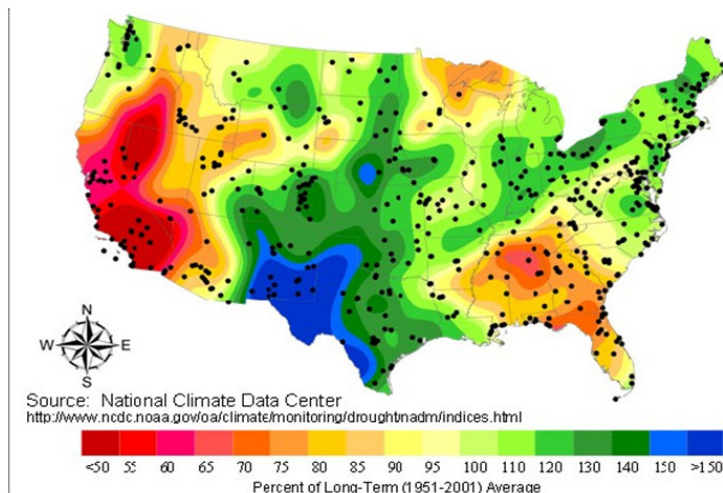 N
W E
S
Source: National Climate Data Center
http://www.ncdc.noaa.gov/oa/climate/monitoring/drought/nadm/indices.html
<50 55 60 65 70 75 80 85 90 95 100 110 120 130 140 150 >150
Percent of Long-Term (1951-2001) Average